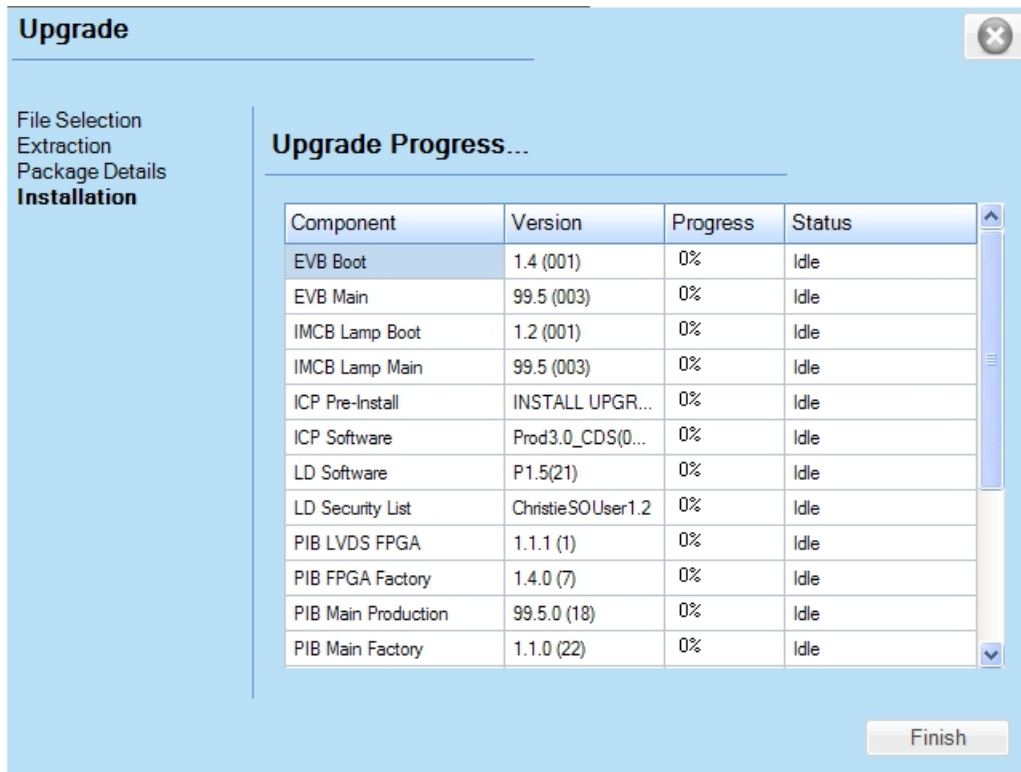 Upgrade
File Selection
Extraction
Package Details
Installation
Upgrade Progress...
Component Version Progress Status
EVB Boot 1.4 (001) 0% Idle
EVB Main 99.5 (003) 0% Idle
IMCB Lamp Boot 1.2 (001) 0% Idle
IMCB Lamp Main 99.5 (003) 0% Idle
ICP Pre-Install INSTALL UPGR... 0% Idle
ICP Software Prod3.0_CDS(0... 0% Idle
LD Software P1.5(21) 0% Idle
LD Security List ChristieSOUser1.2 0% Idle
PIB LVDS FPGA 1.1.1 (1) 0% Idle
PIB FPGA Factory 1.4.0 (7) 0% Idle
PIB Main Production 99.5.0 (18) 0% Idle
PIB Main Factory 1.1.0 (22) 0% Idle
Finish